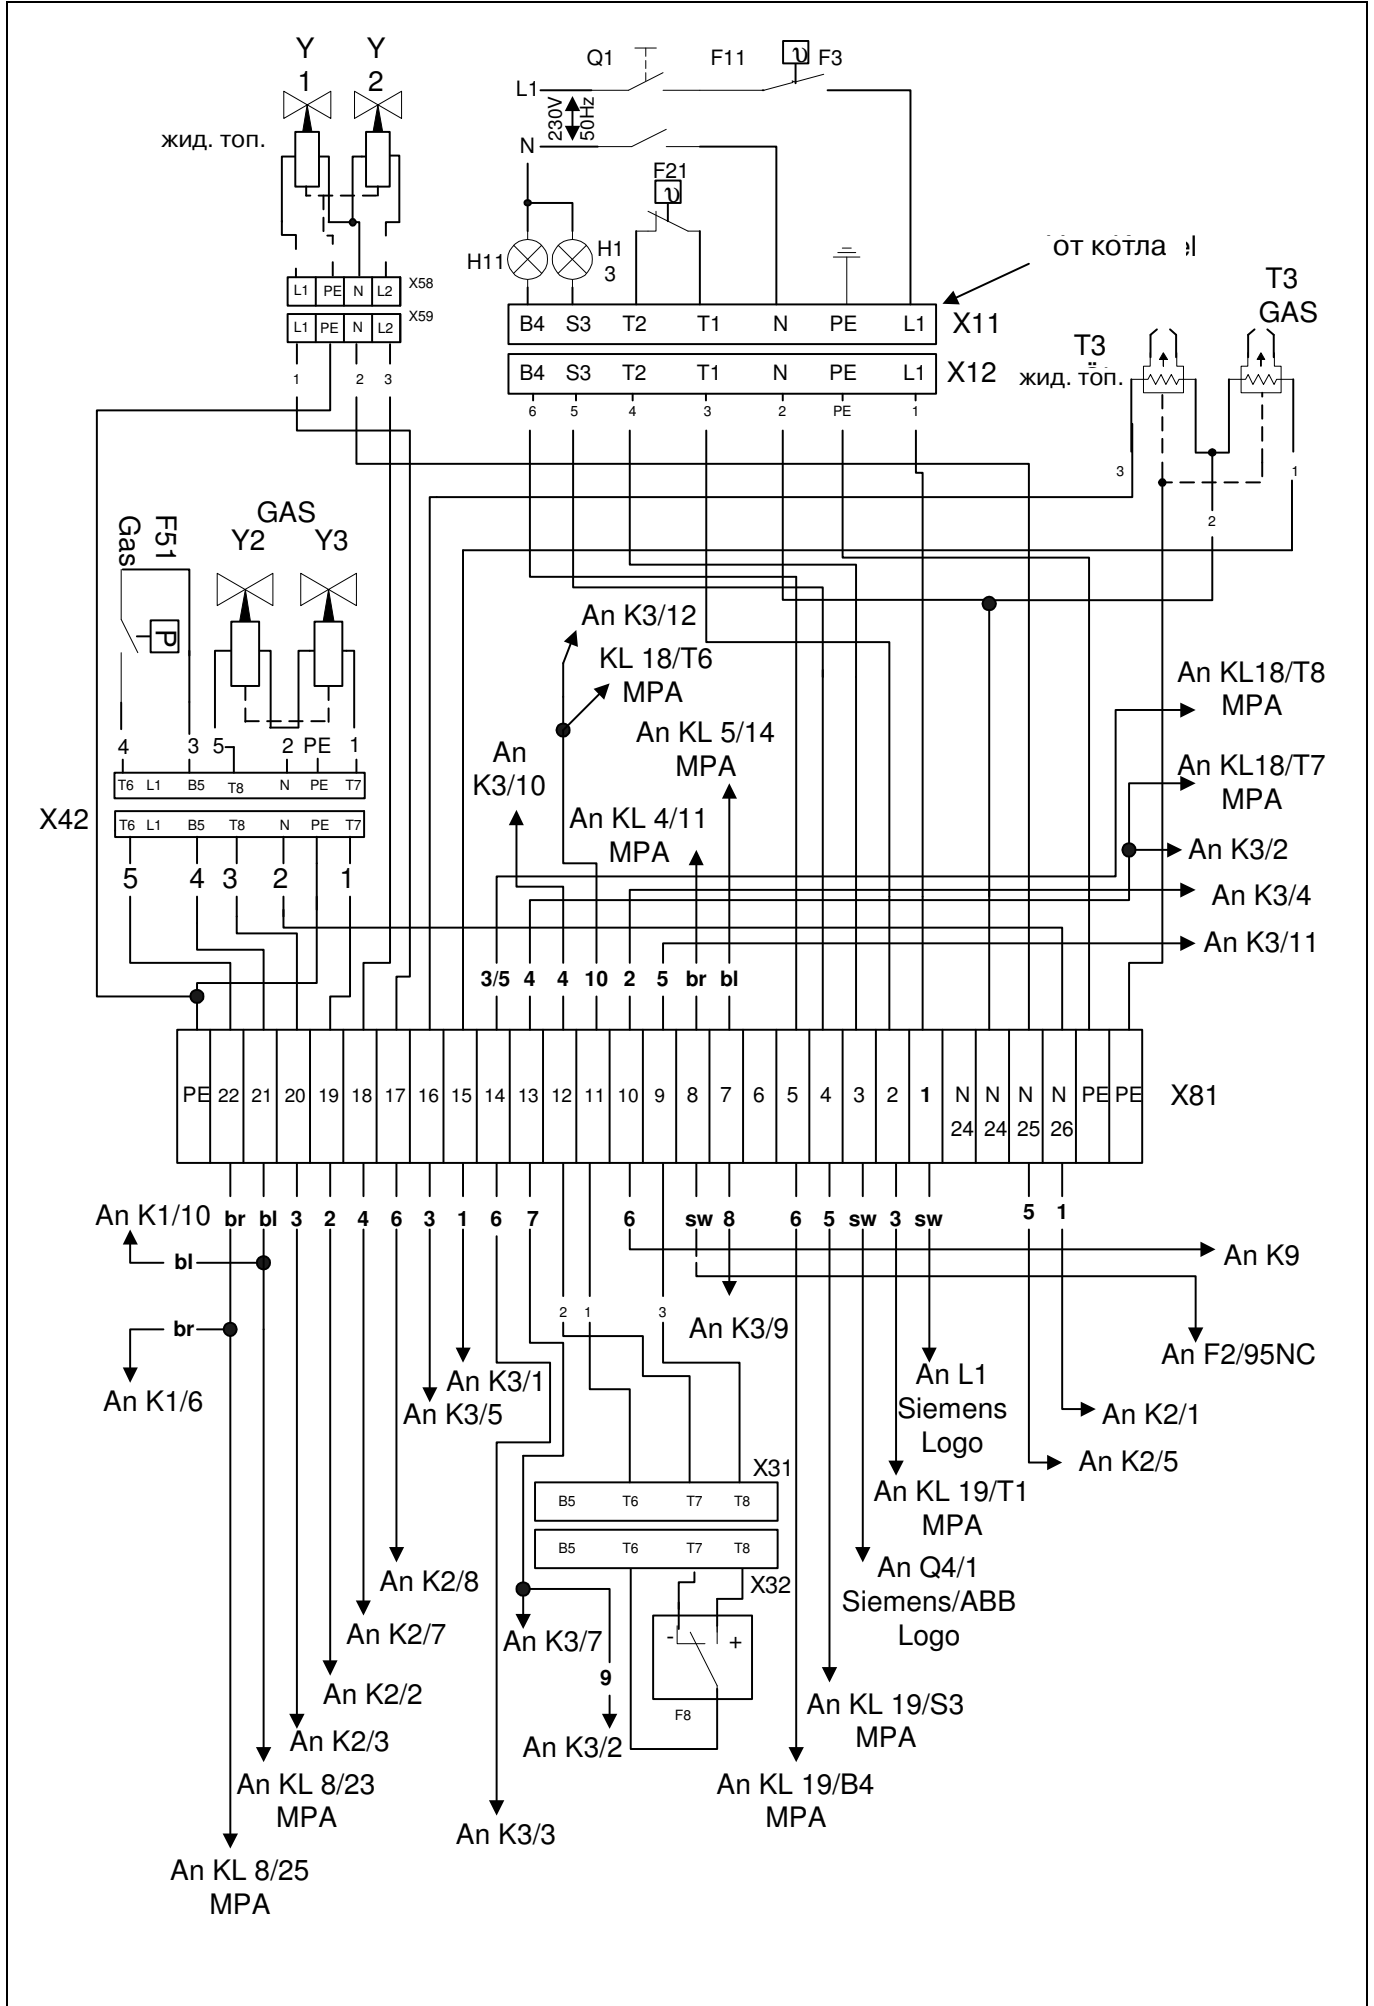 Y Y
1 2
жид. топ.
Q1 F11 υ F3
L1
230V
50Hz
N
F21
υ
H11 H1
3
от котла el
T3
GAS
T3
жид. топ.
L1 PE N L2 X58
L1 PE N L2 X59
1 2 3
B4 S3 T2 T1 N PE L1 X11
B4 S3 T2 T1 N PE L1 X12
6 5 4 3 2 PE 1
3 1
2
GAS
F51
Gas
Y2 Y3
P
4 3 5 2 PE 1
T6 L1 B5 T8 N PE T7
X42
T6 L1 B5 T8 N PE T7
5 4 3 2 1
An K3/12
KL 18/T6
MPA
An
K3/10
An KL 5/14
MPA
An KL 4/11
MPA
An KL18/T8
MPA
An KL18/T7
MPA
An K3/2
An K3/4
An K3/11
3/5 4 4 10 2 5 br bl
PE 22 21 20 19 18 17 16 15 14 13 12 11 10 9 8 7 6 5 4 3 2 1 N N N N PE PE X81
24 24 25 26
An K1/10 br bl 3 2 4 6 3 1 6 7 6 sw 8 6 5 sw 3 sw 5 1
bl
An K9
2 1 3
br
An K3/9
An F2/95NC
An K1/6
An K3/1
An K3/5
An L1
Siemens
Logo
An K2/1
An K2/5
X31
B5 T6 T7 T8
An KL 19/T1
MPA
B5 T6 T7 T8
X32
An K2/8
An Q4/1
Siemens/ABB
Logo
An K2/7
An K3/7
- +
9
An K2/2
F8
An KL 19/S3
MPA
An K2/3
An K3/2
An KL 8/23
MPA
An KL 19/B4
MPA
An K3/3
An KL 8/25
MPA